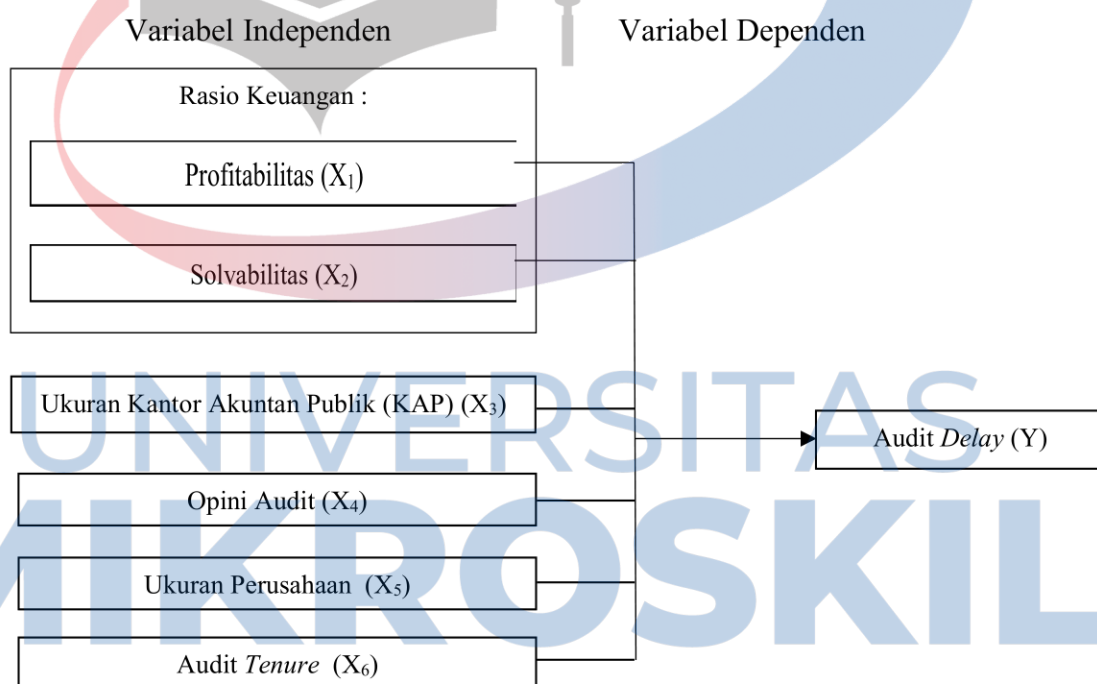 Variabel Independen
Variabel Dependen
Rasio Keuangan :
Profitabilitas (X₁)
Solvabilitas (X₂)
Ukuran Kantor Akuntan Publik (KAP) (X₃)
Audit Delay (Y)
Opini Audit (X₄)
Ukuran Perusahaan (X₅)
Audit Tenure (X₆)
UNIVERSITAS
MIKROSKIL